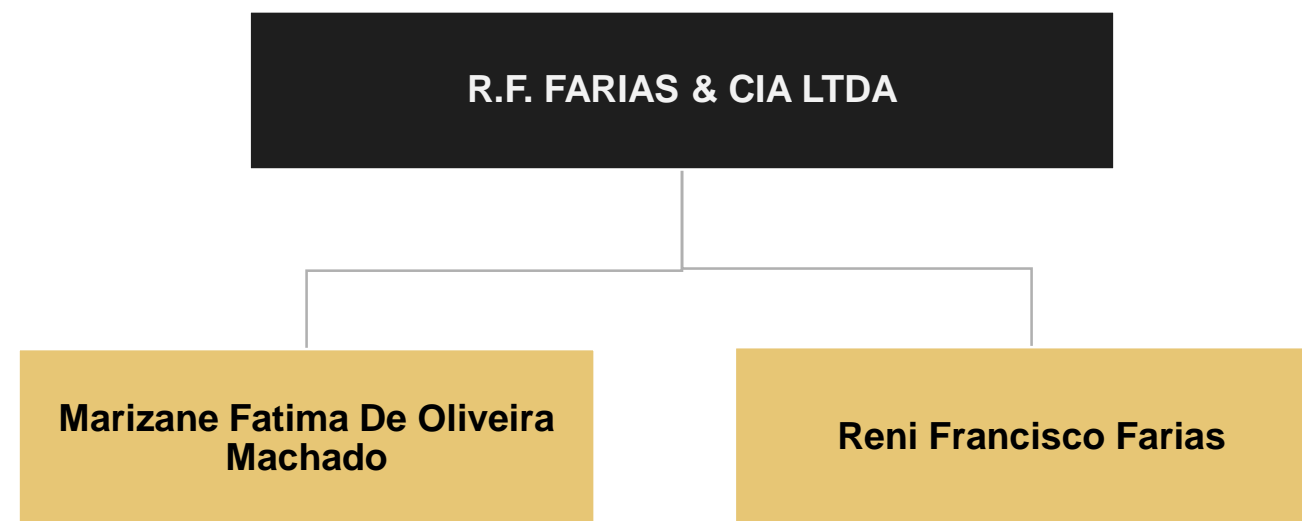 R.F. FARIAS & CIA LTDA
Marizane Fatima De Oliveira
Machado
Reni Francisco Farias